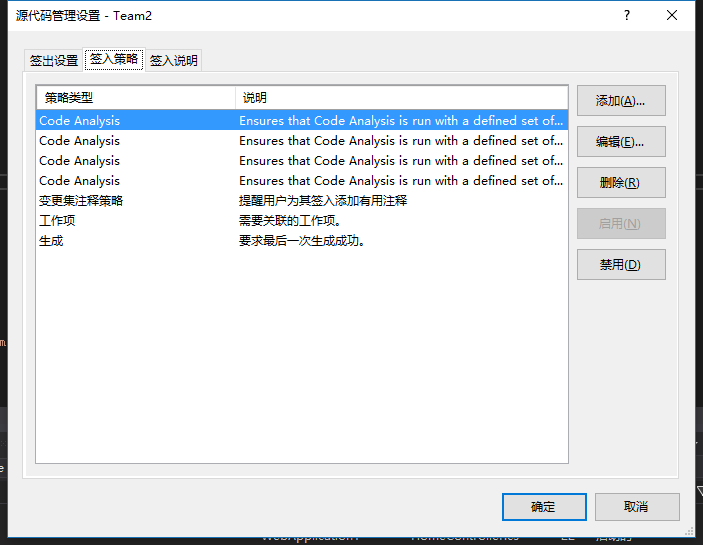 源代码管理设置 - Team2
签出设置 签入策略 签入说明
策略类型 说明
Code Analysis Ensures that Code Analysis is run with a defined set of...
Code Analysis Ensures that Code Analysis is run with a defined set of...
Code Analysis Ensures that Code Analysis is run with a defined set of...
Code Analysis Ensures that Code Analysis is run with a defined set of...
变更集注释策略 提醒用户为其签入添加有用注释
工作项 需要关联的工作项。
生成 要求最后一次生成成功。
添加(A)...
编辑(E)...
删除(R)
启用(N)
禁用(D)
确定 取消